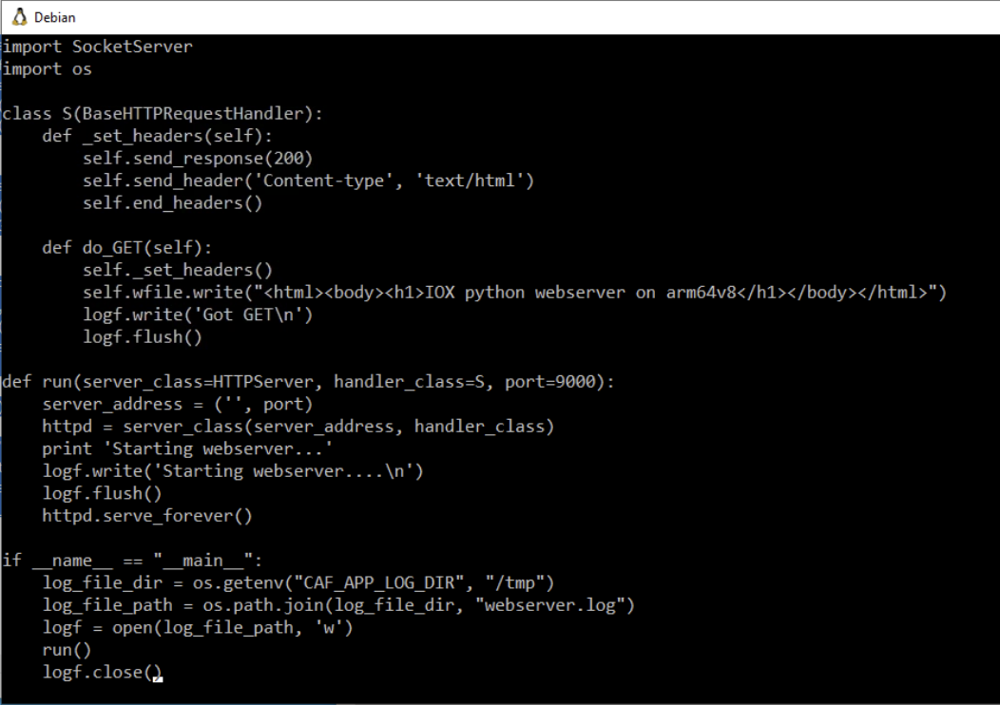 Debian
import SocketServer
import os
class S(BaseHTTPRequestHandler):
    def _set_headers(self):
        self.send_response(200)
        self.send_header('Content-type', 'text/html')
        self.end_headers()
    def do_GET(self):
        self._set_headers()
        self.wfile.write("<html><body><h1>IOX python webserver on arm64v8</h1></body></html>")
        logf.write('Got GET\n')
        logf.flush()
def run(server_class=HTTPServer, handler_class=S, port=9000):
    server_address = ('', port)
    httpd = server_class(server_address, handler_class)
    print 'Starting webserver...'
    logf.write('Starting webserver....\n')
    logf.flush()
    httpd.serve_forever()
if __name__ == "__main__":
    log_file_dir = os.getenv("CAF_APP_LOG_DIR", "/tmp")
    log_file_path = os.path.join(log_file_dir, "webserver.log")
    logf = open(log_file_path, 'w')
    run()
    logf.close()